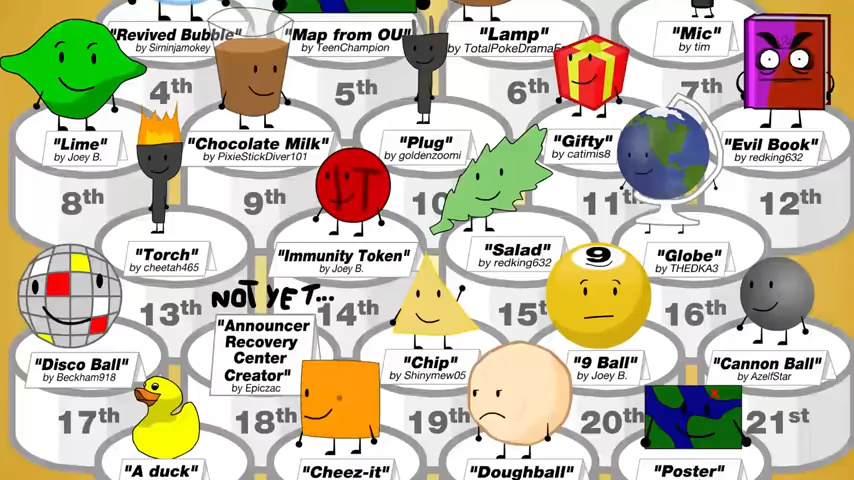 "Revived Bubble"
by Sirninjamokey
"Map from OU"
by TeenChampion
"Lamp"
by TotalPokeDrama
"Mic"
by tim
4th
5th
6th
7th
"Lime"
by Joey B.
"Chocolate Milk"
by PixieStickDiver101
"Plug"
by goldenzoomi
"Gifty"
by catimis8
"Evil Book"
by redking632
8th
9th
10
11th
12th
IT
"Torch"
by cheetah465
"Immunity Token"
by Joey B.
"Salad"
by redking632
"Globe"
by THEDKA3
13th
14th
15th
16th
9
NOT YET...
"Announcer
Recovery
Center
Creator"
by Epiczac
"Disco Ball"
by Beckham918
"Chip"
by Shinymew05
"9 Ball"
by Joey B.
"Cannon Ball"
by AzelfStar
17th
18th
19th
20th
21st
"A duck"
"Cheez-it"
"Doughball"
"Poster"